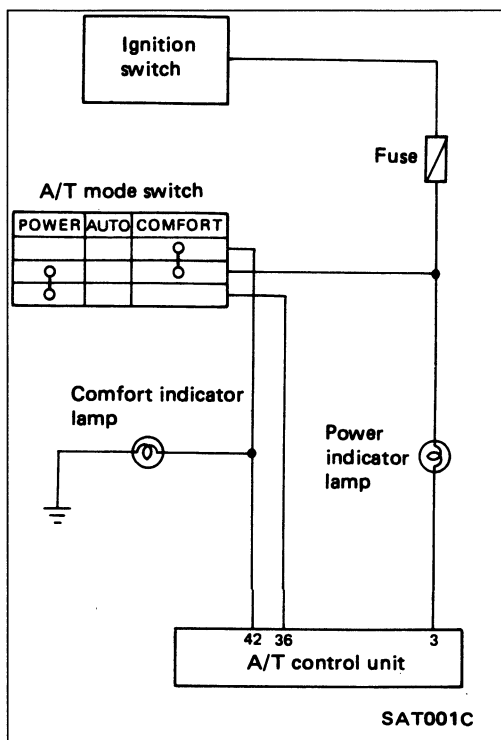 Ignition
switch
Fuse
A/T mode switch
POWER AUTO COMFORT
Comfort indicator
lamp
Power
indicator
lamp
42 36 3
A/T control unit
SAT001C